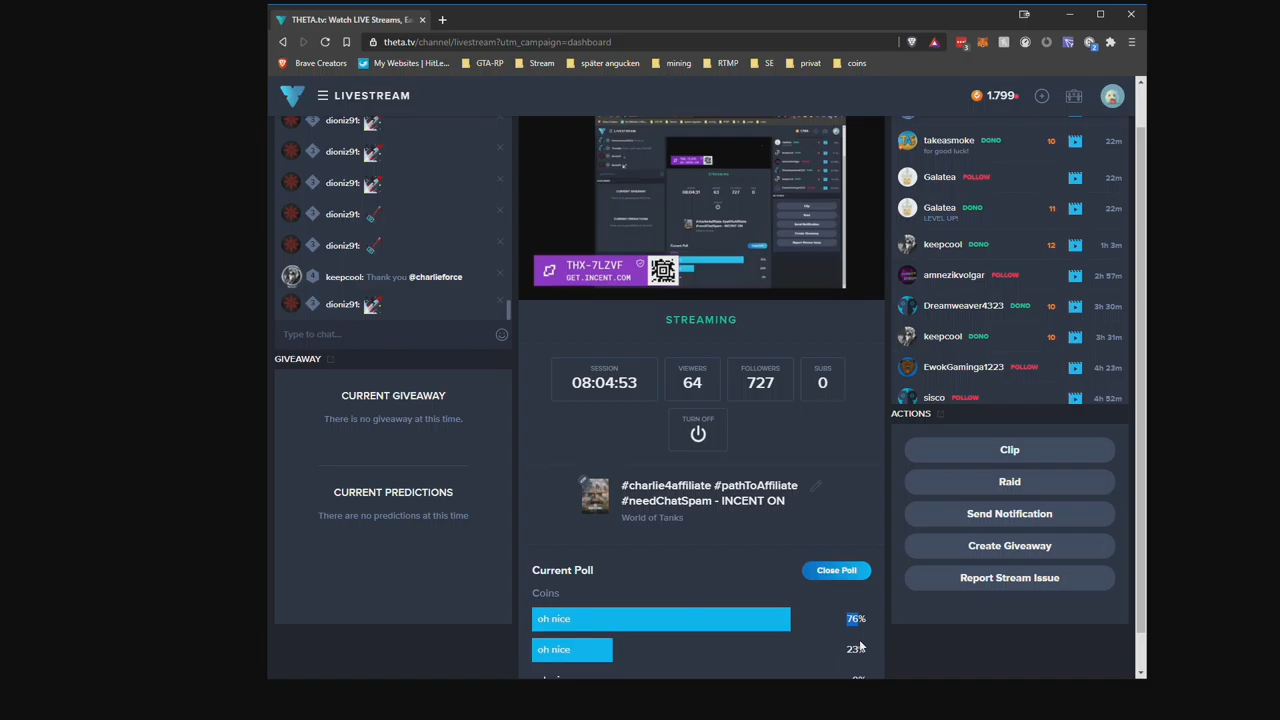 THETA.tv: Watch LIVE Streams, Ea
theta.tv/channel/livestream?utm_campaign=dashboard
3
2
Brave Creators
My Websites | HitLe...
GTA-RP
Stream
später angucken
mining
RTMP
SE
privat
coins
LIVESTREAM
1.799
dioniz91:
dioniz91:
dioniz91:
dioniz91:
dioniz91:
4
keepcool: Thank you @charlieforce
dioniz91:
Type to chat...
GIVEAWAY
CURRENT GIVEAWAY
There is no giveaway at this time.
CURRENT PREDICTIONS
There are no predictions at this time
LIVESTREAM
THX-7LZVF
GET.INCENT.COM
STREAMING
SESSION
08:04:53
VIEWERS
64
FOLLOWERS
727
SUBS
0
TURN OFF
#charlie4affiliate #pathToAffiliate
#needChatSpam - INCENT ON
World of Tanks
Current Poll
Close Poll
Coins
oh nice 76%
oh nice 23%
takeasmoke DONO 10 22m
for good luck!
Galatea FOLLOW 22m
Galatea DONO 11 22m
LEVEL UP!
keepcool DONO 12 1h 3m
amnezikvolgar FOLLOW 2h 57m
Dreamweaver4323 DONO 10 3h 30m
keepcool DONO 10 3h 31m
EwokGaminga1223 FOLLOW 4h 23m
sisco FOLLOW 4h 52m
ACTIONS
Clip
Raid
Send Notification
Create Giveaway
Report Stream Issue